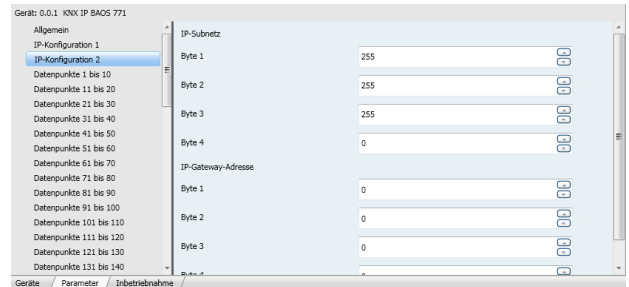 Gerät: 0.0.1 KNX IP BAOS 771
Allgemein
IP-Konfiguration 1
IP-Konfiguration 2
Datenpunkte 1 bis 10
Datenpunkte 11 bis 20
Datenpunkte 21 bis 30
Datenpunkte 31 bis 40
Datenpunkte 41 bis 50
Datenpunkte 51 bis 60
Datenpunkte 61 bis 70
Datenpunkte 71 bis 80
Datenpunkte 81 bis 90
Datenpunkte 91 bis 100
Datenpunkte 101 bis 110
Datenpunkte 111 bis 120
Datenpunkte 121 bis 130
Datenpunkte 131 bis 140
IP-Subnetz
Byte 1 255
Byte 2 255
Byte 3 255
Byte 4 0
IP-Gateway-Adresse
Byte 1 0
Byte 2 0
Byte 3 0
Byte 4 0
Geräte Parameter Inbetriebnahme